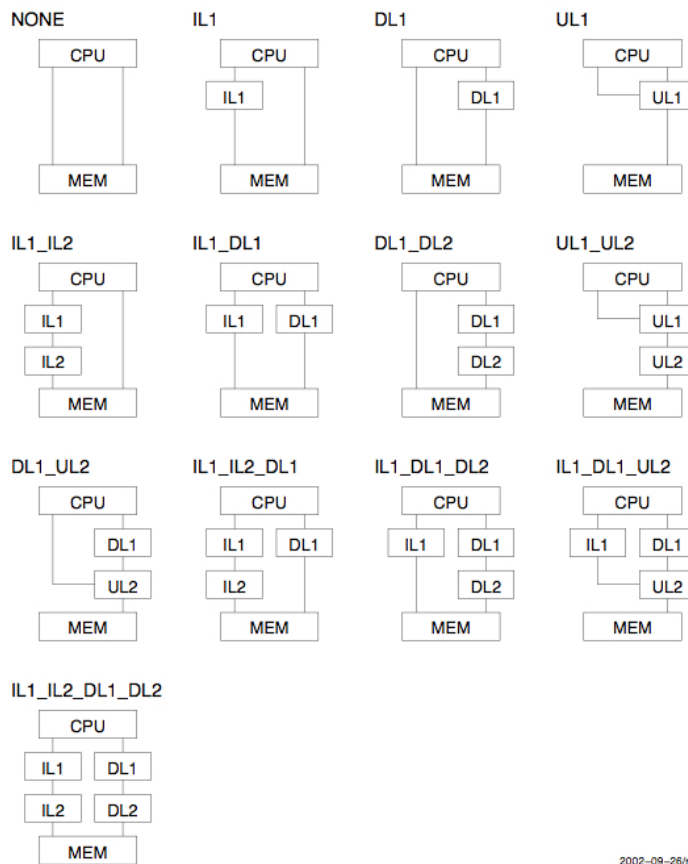 NONE IL1 DL1 UL1
CPU CPU CPU CPU
IL1 DL1 UL1
MEM MEM MEM MEM
IL1_IL2 IL1_DL1 DL1_DL2 UL1_UL2
CPU CPU CPU CPU
IL1 IL1 DL1 DL1 UL1
IL2 DL2 UL2
MEM MEM MEM MEM
DL1_UL2 IL1_IL2_DL1 IL1_DL1_DL2 IL1_DL1_UL2
CPU CPU CPU CPU
DL1 IL1 DL1 IL1 DL1 IL1 DL1
UL2 IL2 DL2 UL2
MEM MEM MEM MEM
IL1_IL2_DL1_DL2
CPU
IL1 DL1
IL2 DL2
MEM
2002-09-26/